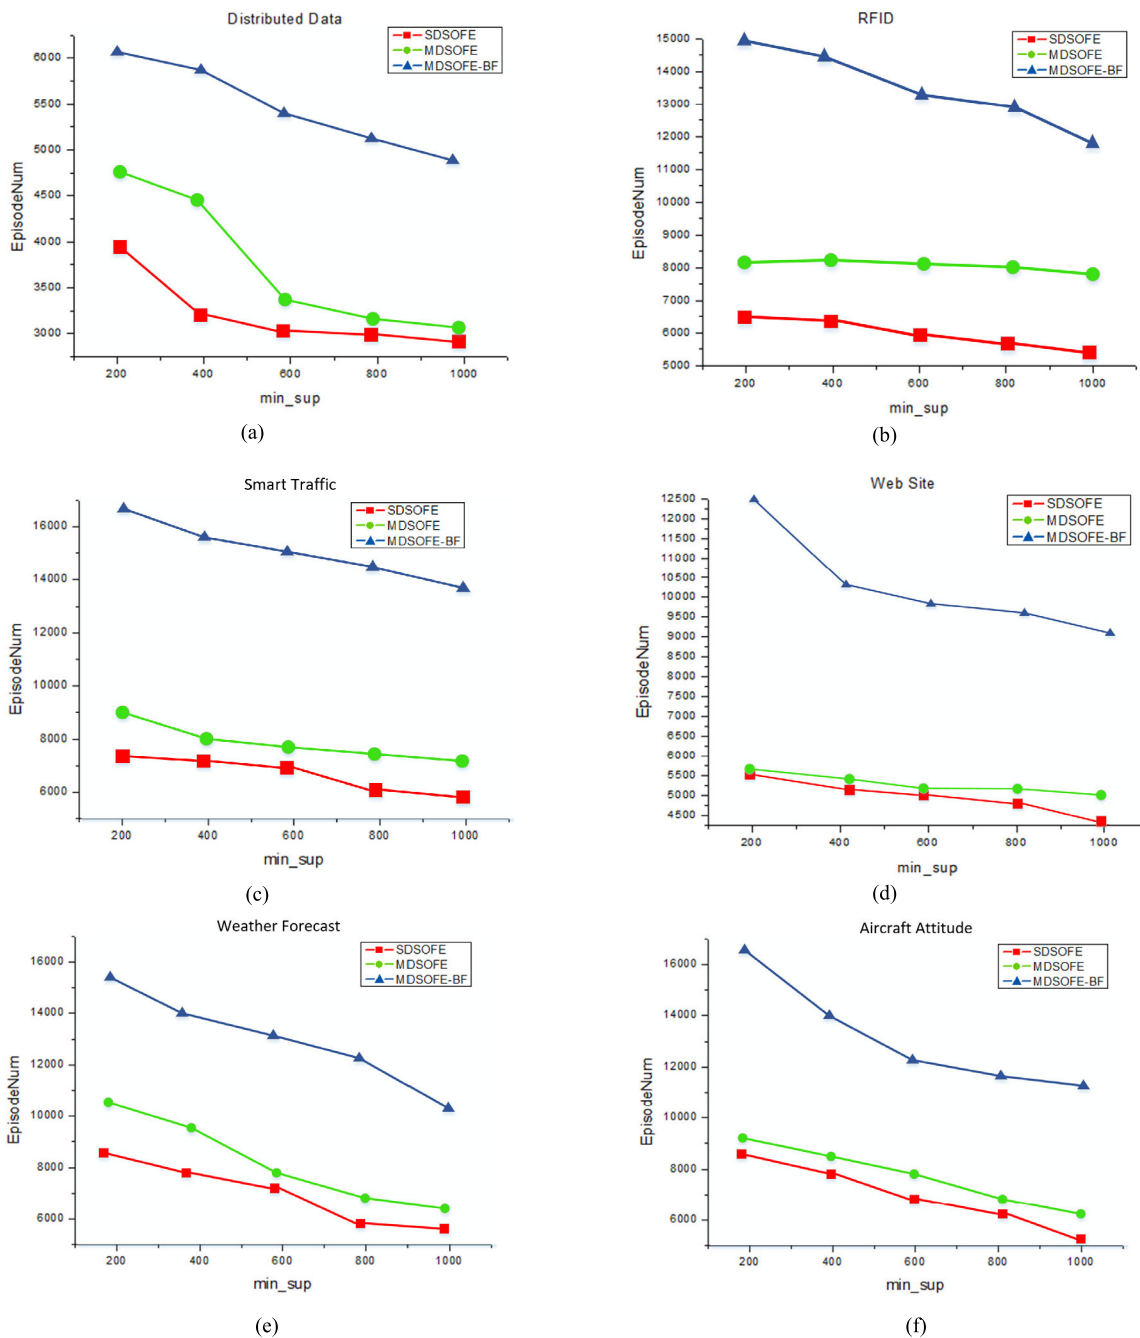 Distributed Data
SDSOFE
MDSOFE
MDSOFE-BF
EpisodeNum
6000
5500
5000
4500
4000
3500
3000
200 400 600 800 1000
min_sup
(a)
RFID
SDSOFE
MDSOFE
MDSOFE-BF
EpisodeNum
15000
14000
13000
12000
11000
10000
9000
8000
7000
6000
5000
200 400 600 800 1000
min_sup
(b)
Smart Traffic
SDSOFE
MDSOFE
MDSOFE-BF
EpisodeNum
16000
14000
12000
10000
8000
6000
200 400 600 800 1000
min_sup
(c)
Web Site
SDSOFE
MDSOFE
MDSOFE-BF
EpisodeNum
12500
12000
11500
11000
10500
10000
9500
9000
8500
8000
7500
7000
6500
6000
5500
5000
4500
200 400 600 800 1000
min_sup
(d)
Weather Forecast
SDSOFE
MDSOFE
MDSOFE-BF
EpisodeNum
16000
14000
12000
10000
8000
6000
200 400 600 800 1000
min_sup
(e)
Aircraft Attitude
SDSOFE
MDSOFE
MDSOFE-BF
EpisodeNum
16000
14000
12000
10000
8000
6000
200 400 600 800 1000
min_sup
(f)